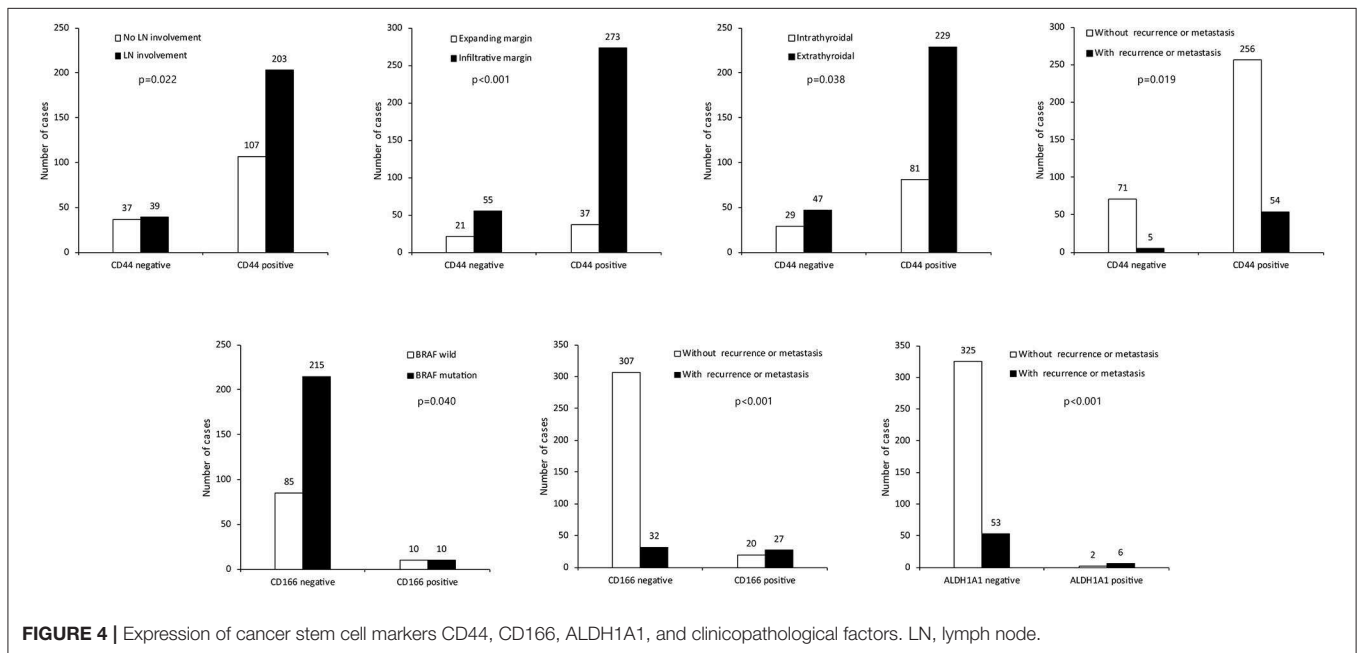 250
200
150
100
50
0
Number of cases
No LN involvement
LN involvement
p=0.022
37
39
107
203
CD44 negative
CD44 positive
300
250
200
150
100
50
0
Number of cases
Expanding margin
Infiltrative margin
p<0.001
21
55
37
273
CD44 negative
CD44 positive
250
200
150
100
50
0
Number of cases
Intrathyroidal
Extrathyroidal
p=0.038
29
47
81
229
CD44 negative
CD44 positive
300
250
200
150
100
50
0
Number of cases
Without recurrence or metastasis
With recurrence or metastasis
p=0.019
71
5
256
54
CD44 negative
CD44 positive
250
200
150
100
50
0
Number of cases
BRAF wild
BRAF mutation
p=0.040
85
215
10
10
CD166 negative
CD166 positive
350
300
250
200
150
100
50
0
Number of cases
Without recurrence or metastasis
With recurrence or metastasis
p<0.001
307
32
20
27
CD166 negative
CD166 positive
350
300
250
200
150
100
50
0
Number of cases
Without recurrence or metastasis
With recurrence or metastasis
p<0.001
325
53
2
6
ALDH1A1 negative
ALDH1A1 positive
FIGURE 4 | Expression of cancer stem cell markers CD44, CD166, ALDH1A1, and clinicopathological factors. LN, lymph node.